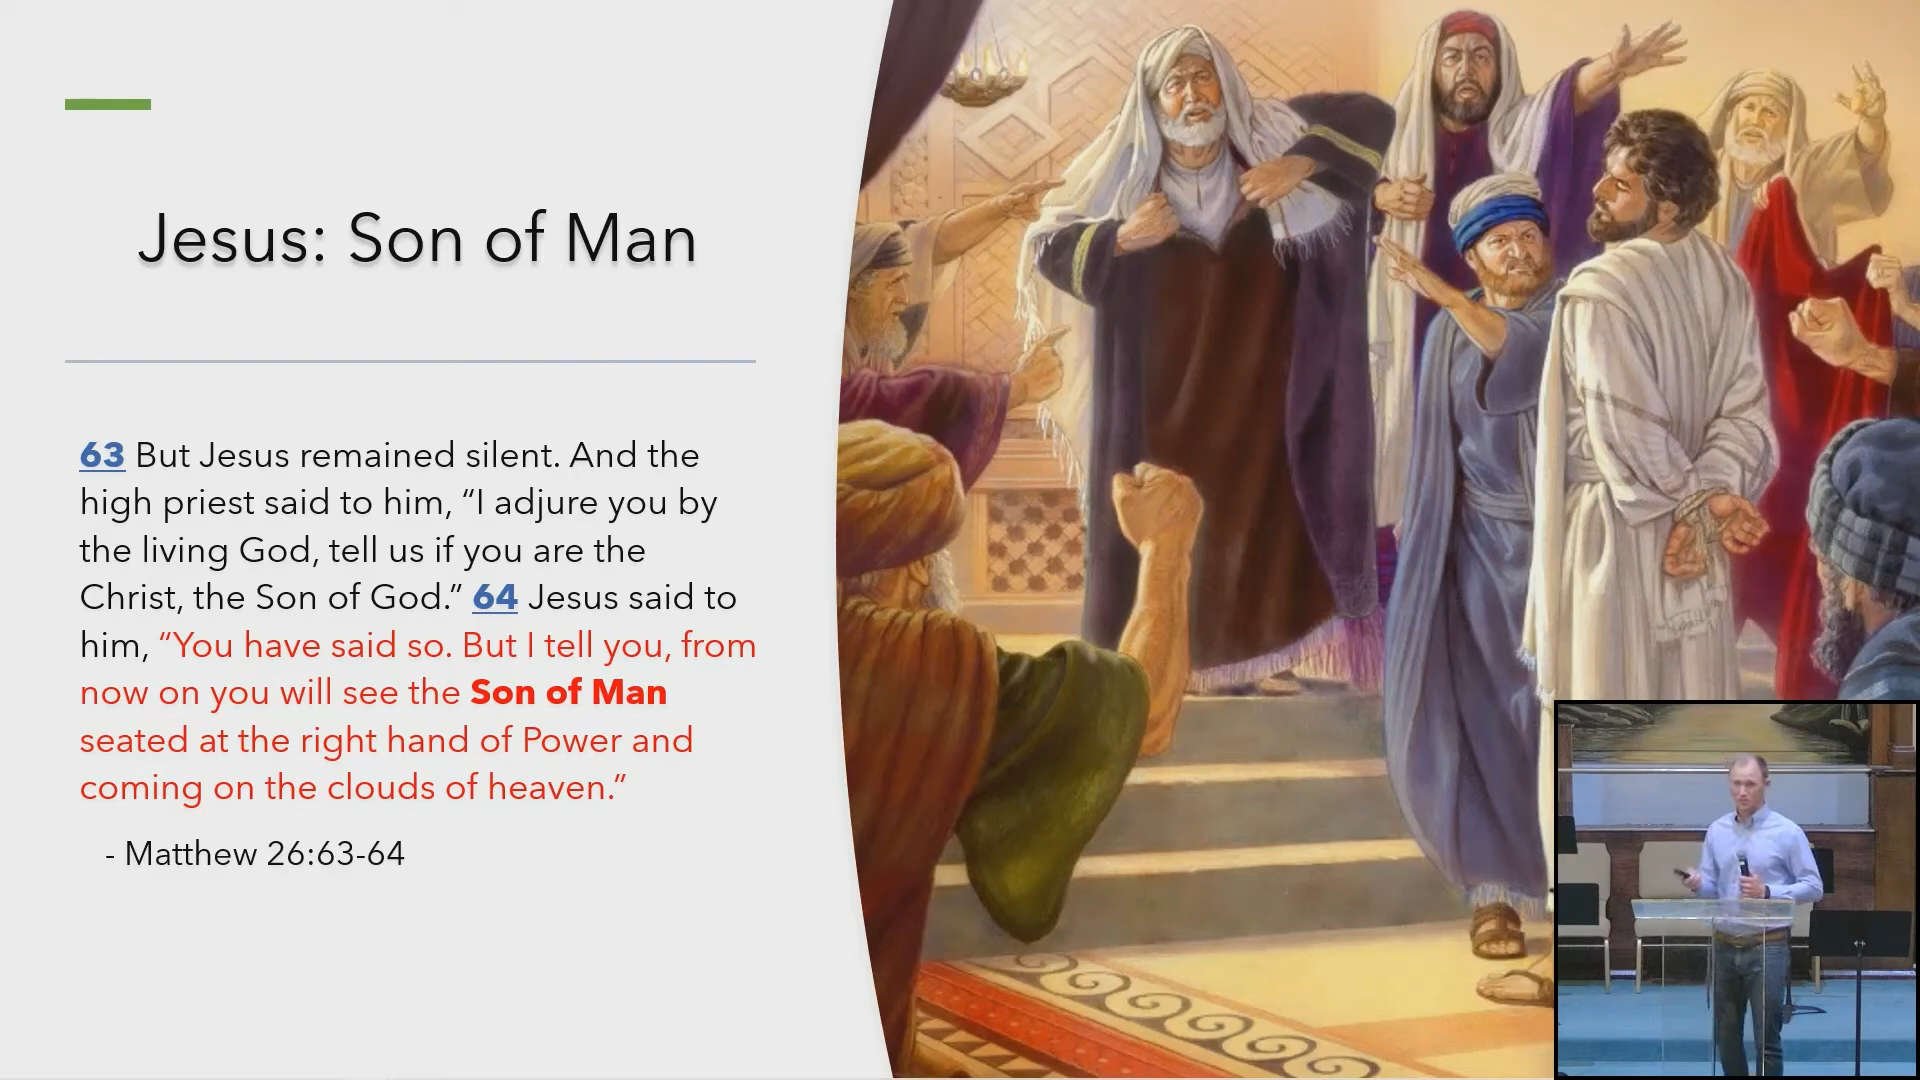 Jesus: Son of Man
63 But Jesus remained silent. And the
high priest said to him, “I adjure you by
the living God, tell us if you are the
Christ, the Son of God.” 64 Jesus said to
him, “You have said so. But I tell you, from
now on you will see the Son of Man
seated at the right hand of Power and
coming on the clouds of heaven.”
- Matthew 26:63-64